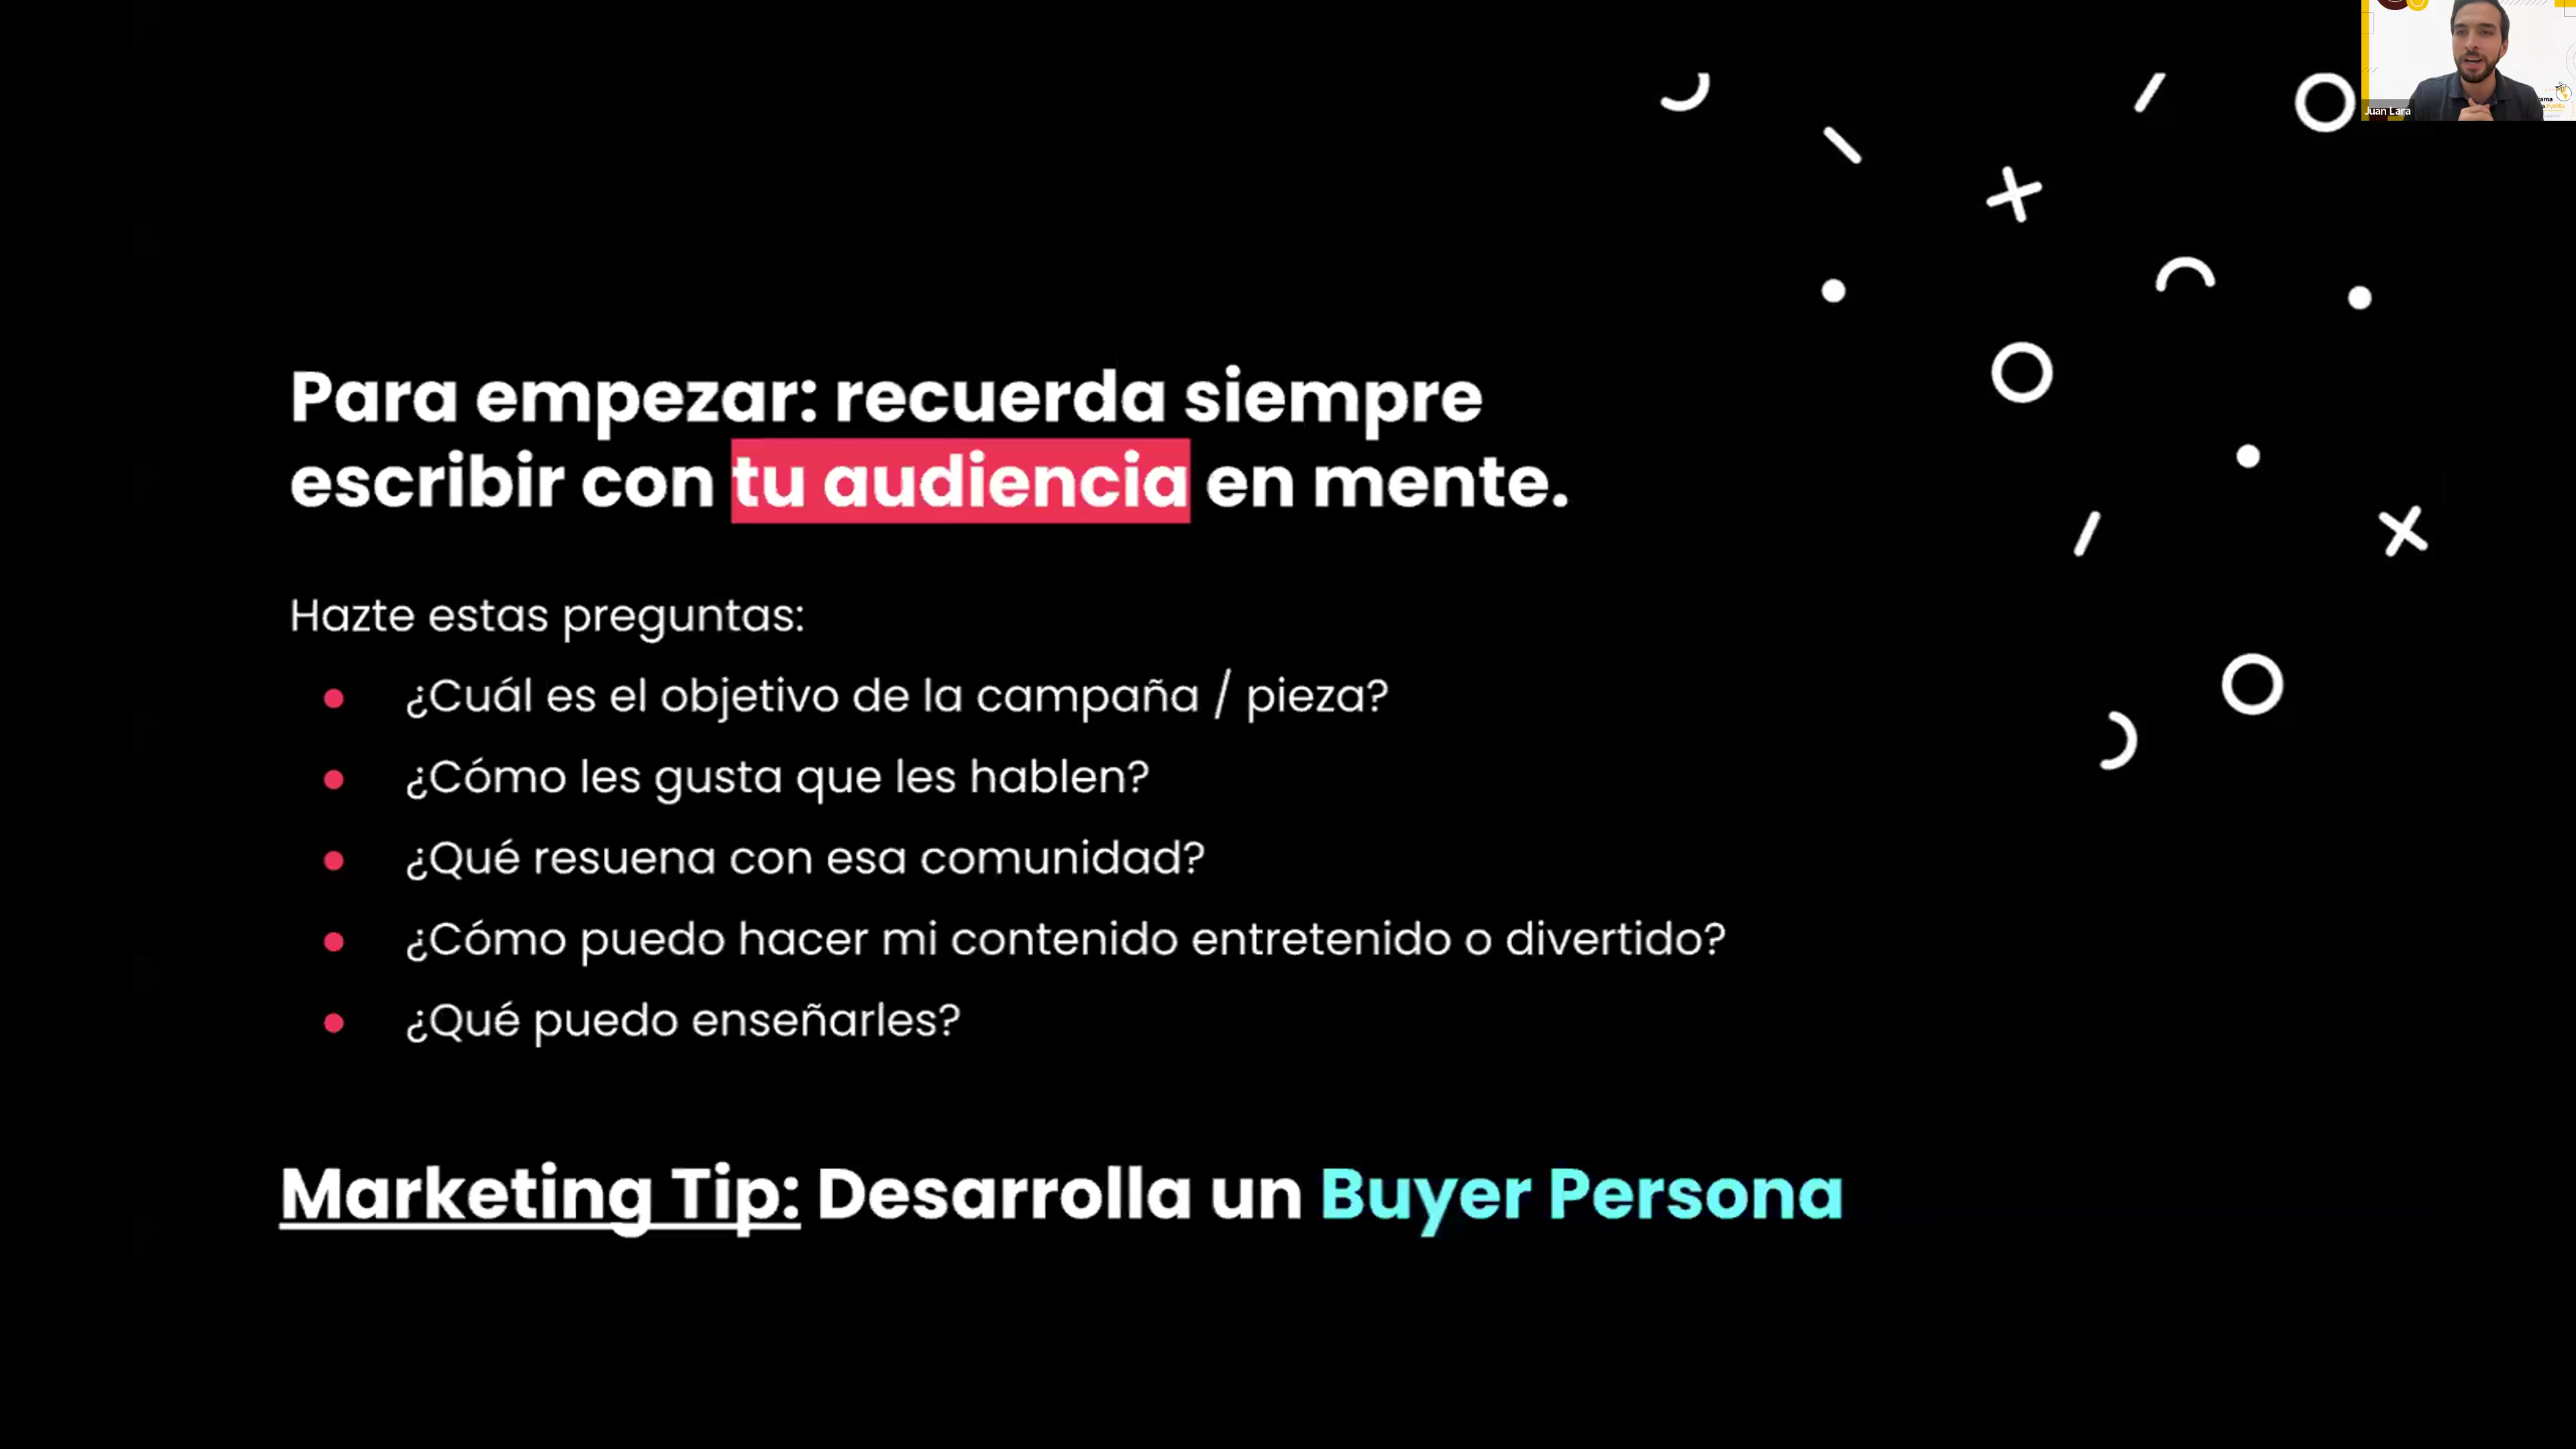 Juan Lara
Para empezar: recuerda siempre
escribir con tu audiencia en mente.
Hazte estas preguntas:
● ¿Cuál es el objetivo de la campaña / pieza?
● ¿Cómo les gusta que les hablen?
● ¿Qué resuena con esa comunidad?
● ¿Cómo puedo hacer mi contenido entretenido o divertido?
● ¿Qué puedo enseñarles?
Marketing Tip: Desarrolla un Buyer Persona